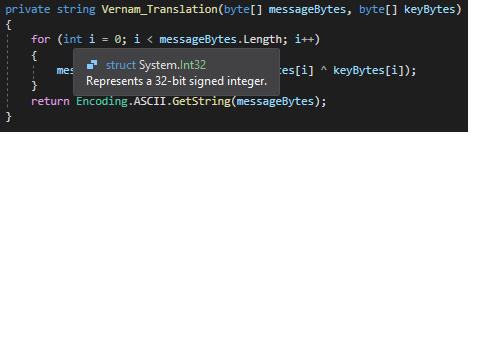 private string Vernam_Translation(byte[] messageBytes, byte[] keyBytes)
{
for (int i = 0; i < messageBytes.Length; i++)
{
struct System.Int32
mes tes[i] ^ keyBytes[i]);
Represents a 32-bit signed integer.
}
return Encoding.ASCII.GetString(messageBytes);
}